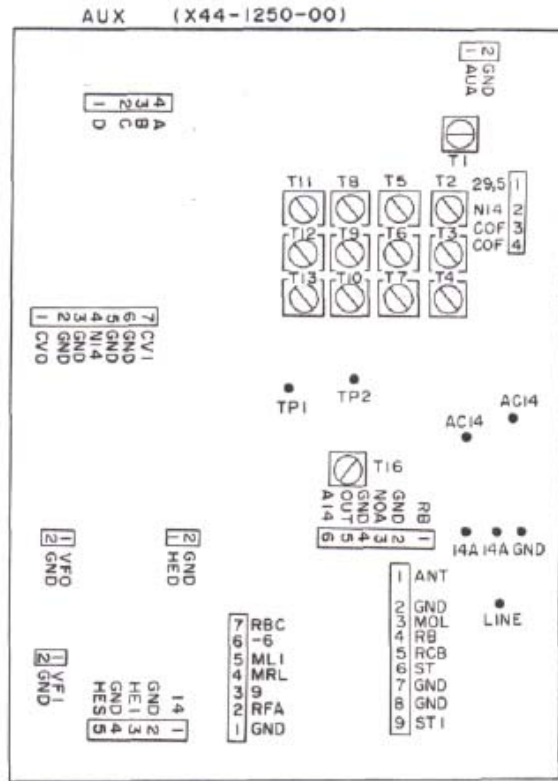 AUX (X44-1250-00)
1 2
AUA GND
1 2 3 4
D C B A
T1
T11 T8 T5 T2
29,5 1
N14 2
COF 3
COF 4
T12 T9 T6 T3
T13 T10 T7 T4
1 2 3 4 5 6 7
CVO GND GND N14 GND GND CV1
TP1 TP2
AC14 AC14
T16
A14 OUT GND NOA GND RB
6 5 4 3 2 1
2 1
GND VFO
1 2
HED GND
14A 14A GND
LINE
1 ANT
2 GND
3 MOL
4 RB
5 RCB
6 ST
7 GND
8 GND
9 ST1
7 RBC
6 -6
5 ML1
4 MRL
3 9
2 RFA
1 GND
2 1
GND VF1
HES GND HE1 GND 14
5 4 3 2 1